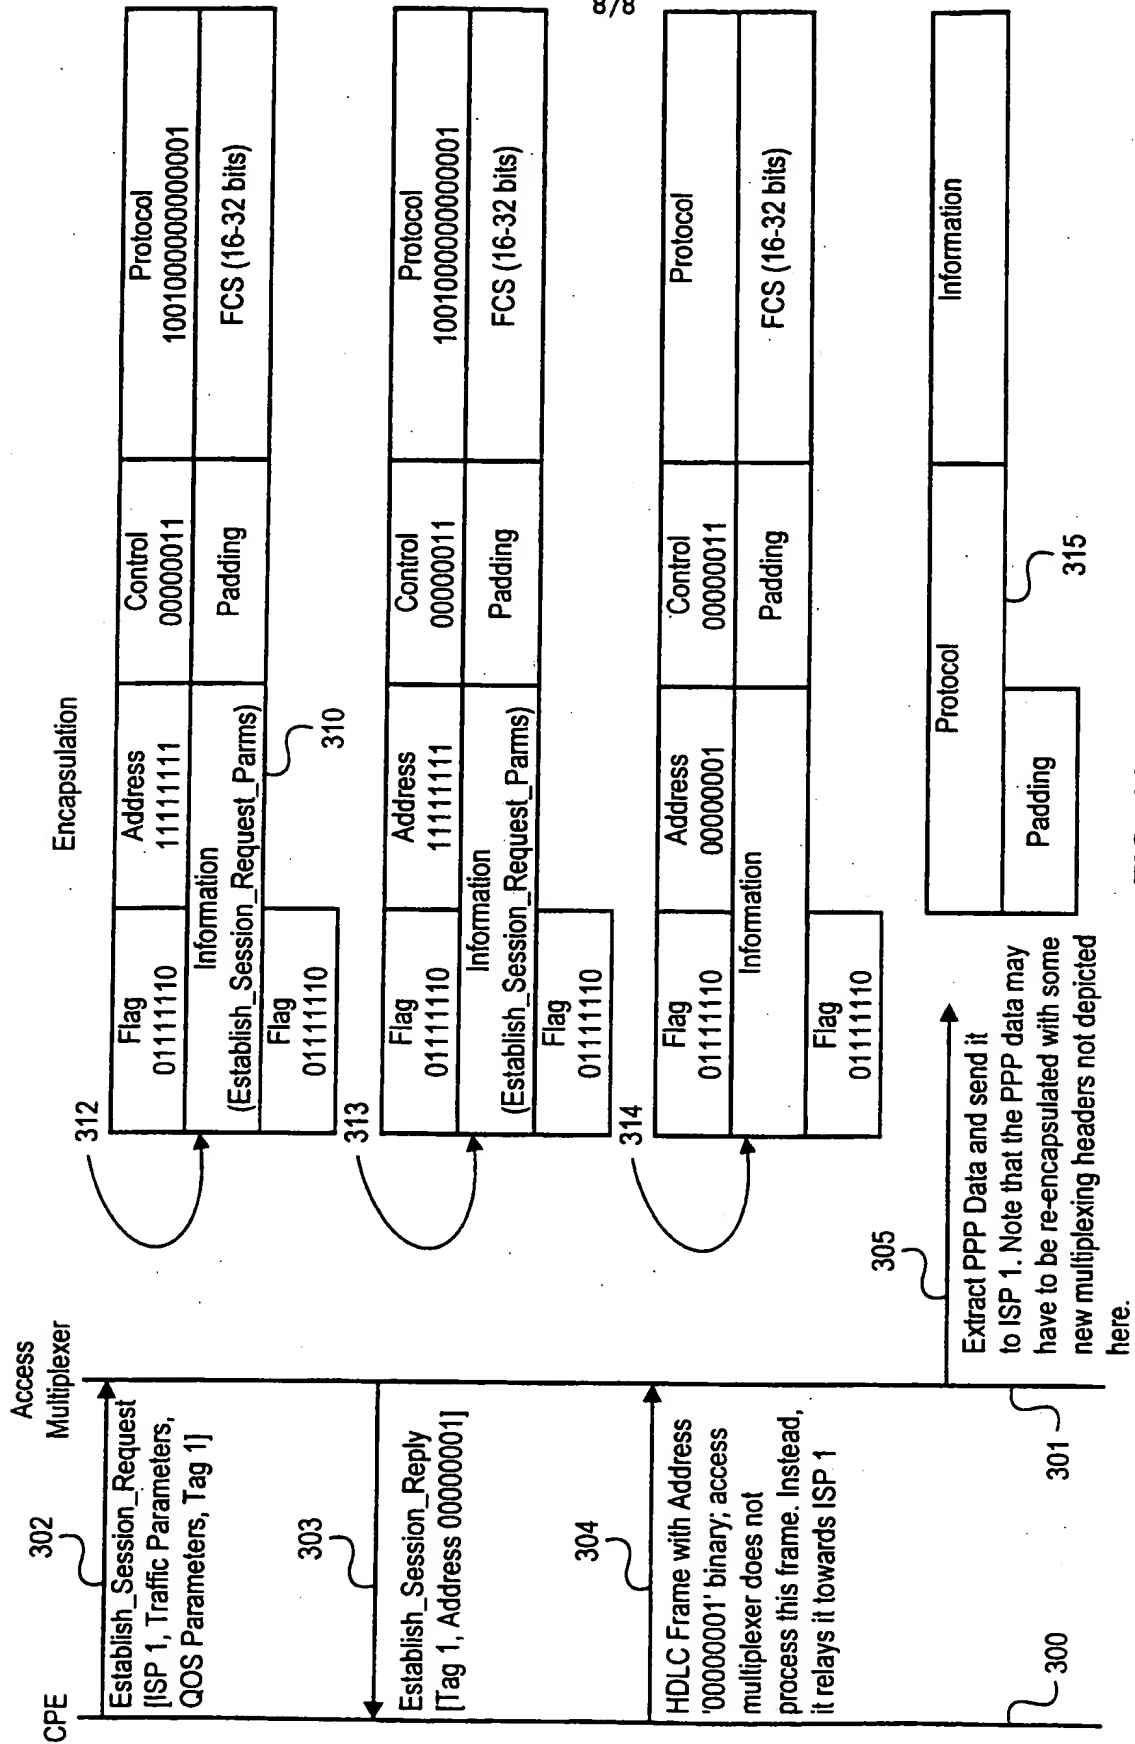 8/8
CPE
Access
Multiplexer
Encapsulation
302
Establish_Session_Request
[ISP 1, Traffic Parameters,
QOS Parameters, Tag 1]
312
Flag
01111110
Address
11111111
Control
00000011
Protocol
1001000000000001
Information
(Establish_Session_Request_Parms)
Padding
FCS (16-32 bits)
Flag
01111110
310
303
Establish_Session_Reply
[Tag 1, Address 00000001]
313
Flag
01111110
Address
11111111
Control
00000011
Protocol
1001000000000001
Information
(Establish_Session_Request_Parms)
Padding
FCS (16-32 bits)
Flag
01111110
304
HDLC Frame with Address
'00000001' binary; access
multiplexer does not
process this frame. Instead,
it relays it towards ISP 1
314
Flag
01111110
Address
00000001
Control
00000011
Protocol
Information
Padding
FCS (16-32 bits)
Flag
01111110
305
Extract PPP Data and send it
to ISP 1. Note that the PPP data may
have to be re-encapsulated with some
new multiplexing headers not depicted
here.
Protocol
Information
Padding
315
300
301